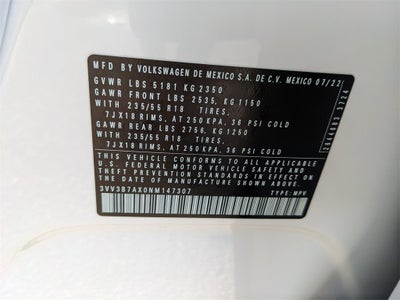 MFD BY VOLKSWAGEN DE MEXICO S.A. DE C.V. MEXICO 07/22
GVWR LBS 5181 KG 2350
GAWR FRONT LBS 2535, KG 1150
WITH 235/55 R18 TIRES,
7JX18 RIMS, AT 250 KPA, 36 PSI COLD
GAWR REAR LBS 2756, KG 1250
WITH 235/55 R18 TIRES,
7JX18 RIMS, AT 250 KPA, 36 PSI COLD
THIS VEHICLE CONFORMS TO ALL APPLICABLE
U.S. FEDERAL MOTOR VEHICLE SAFETY AND
THEFT PREVENTION STANDARDS IN EFFECT ON THE
DATE OF MANUFACTURE SHOWN ABOVE.
3VV3B7AX0NM147307 TYPE: MPV
3724